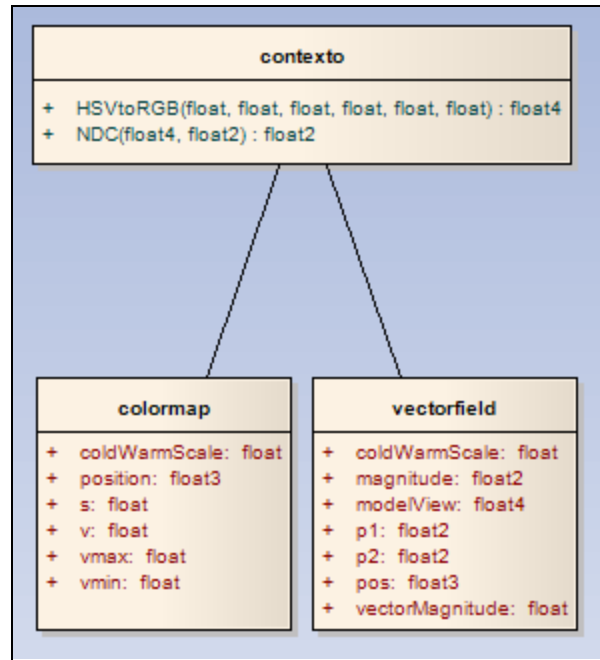 contexto
+ HSVtoRGB(float, float, float, float, float, float) : float4
+ NDC(float4, float2) : float2
colormap
+ coldWarmScale: float
+ position: float3
+ s: float
+ v: float
+ vmax: float
+ vmin: float
vectorfield
+ coldWarmScale: float
+ magnitude: float2
+ modelView: float4
+ p1: float2
+ p2: float2
+ pos: float3
+ vectorMagnitude: float